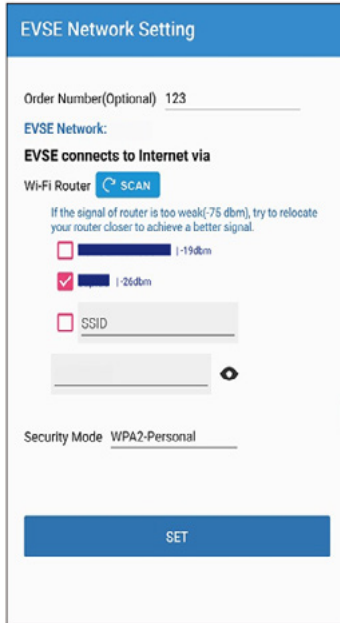 EVSE Network Setting
Order Number(Optional) 123
EVSE Network:
EVSE connects to Internet via
Wi-Fi Router SCAN
If the signal of router is too weak(-75 dbm), try to relocate
your router closer to achieve a better signal.
|-19dbm
|-26dbm
SSID
Security Mode WPA2-Personal
SET